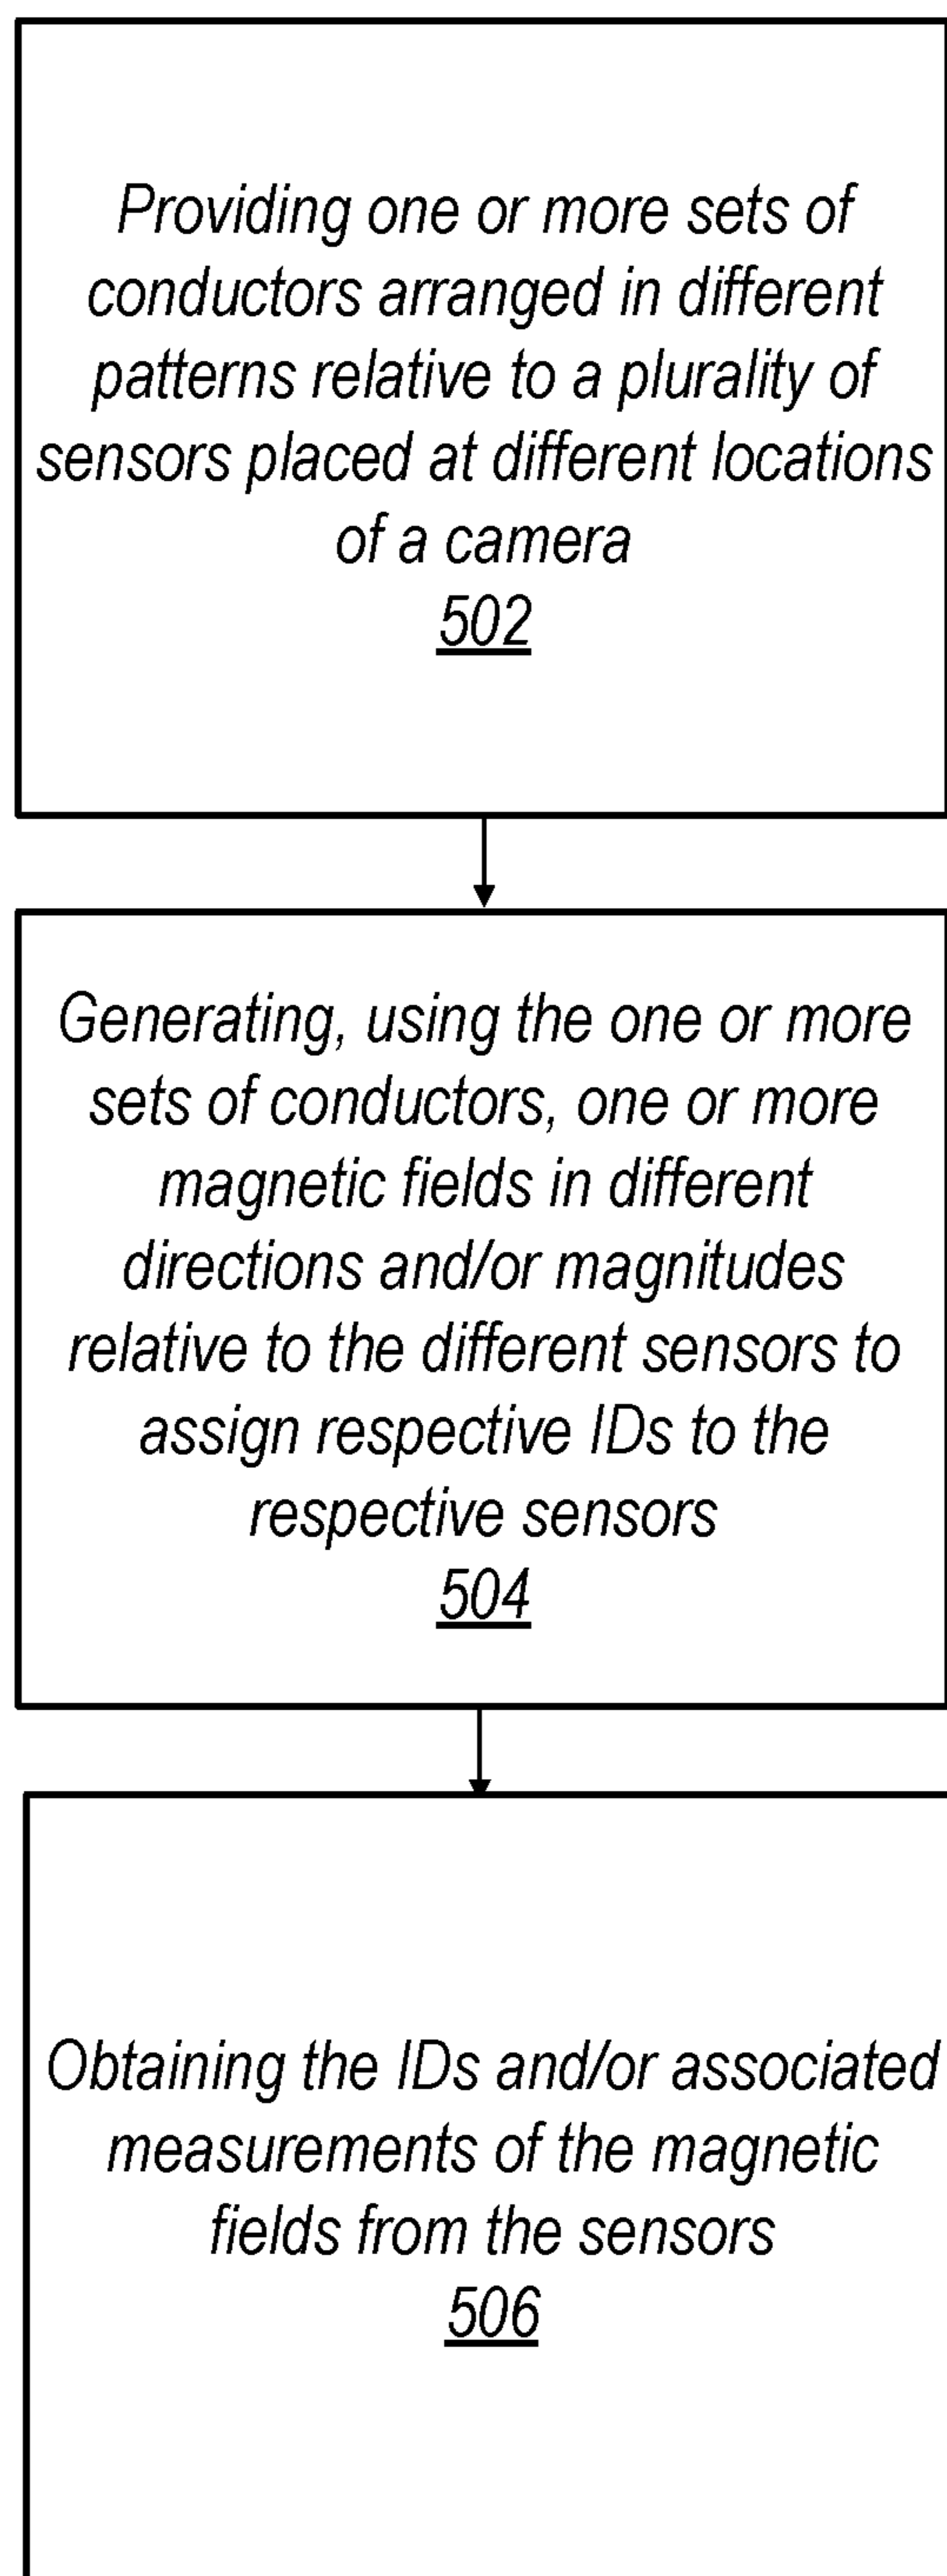 Providing one or more sets of
conductors arranged in different
patterns relative to a plurality of
sensors placed at different locations
of a camera
502
Generating, using the one or more
sets of conductors, one or more
magnetic fields in different
directions and/or magnitudes
relative to the different sensors to
assign respective IDs to the
respective sensors
504
Obtaining the IDs and/or associated
measurements of the magnetic
fields from the sensors
506